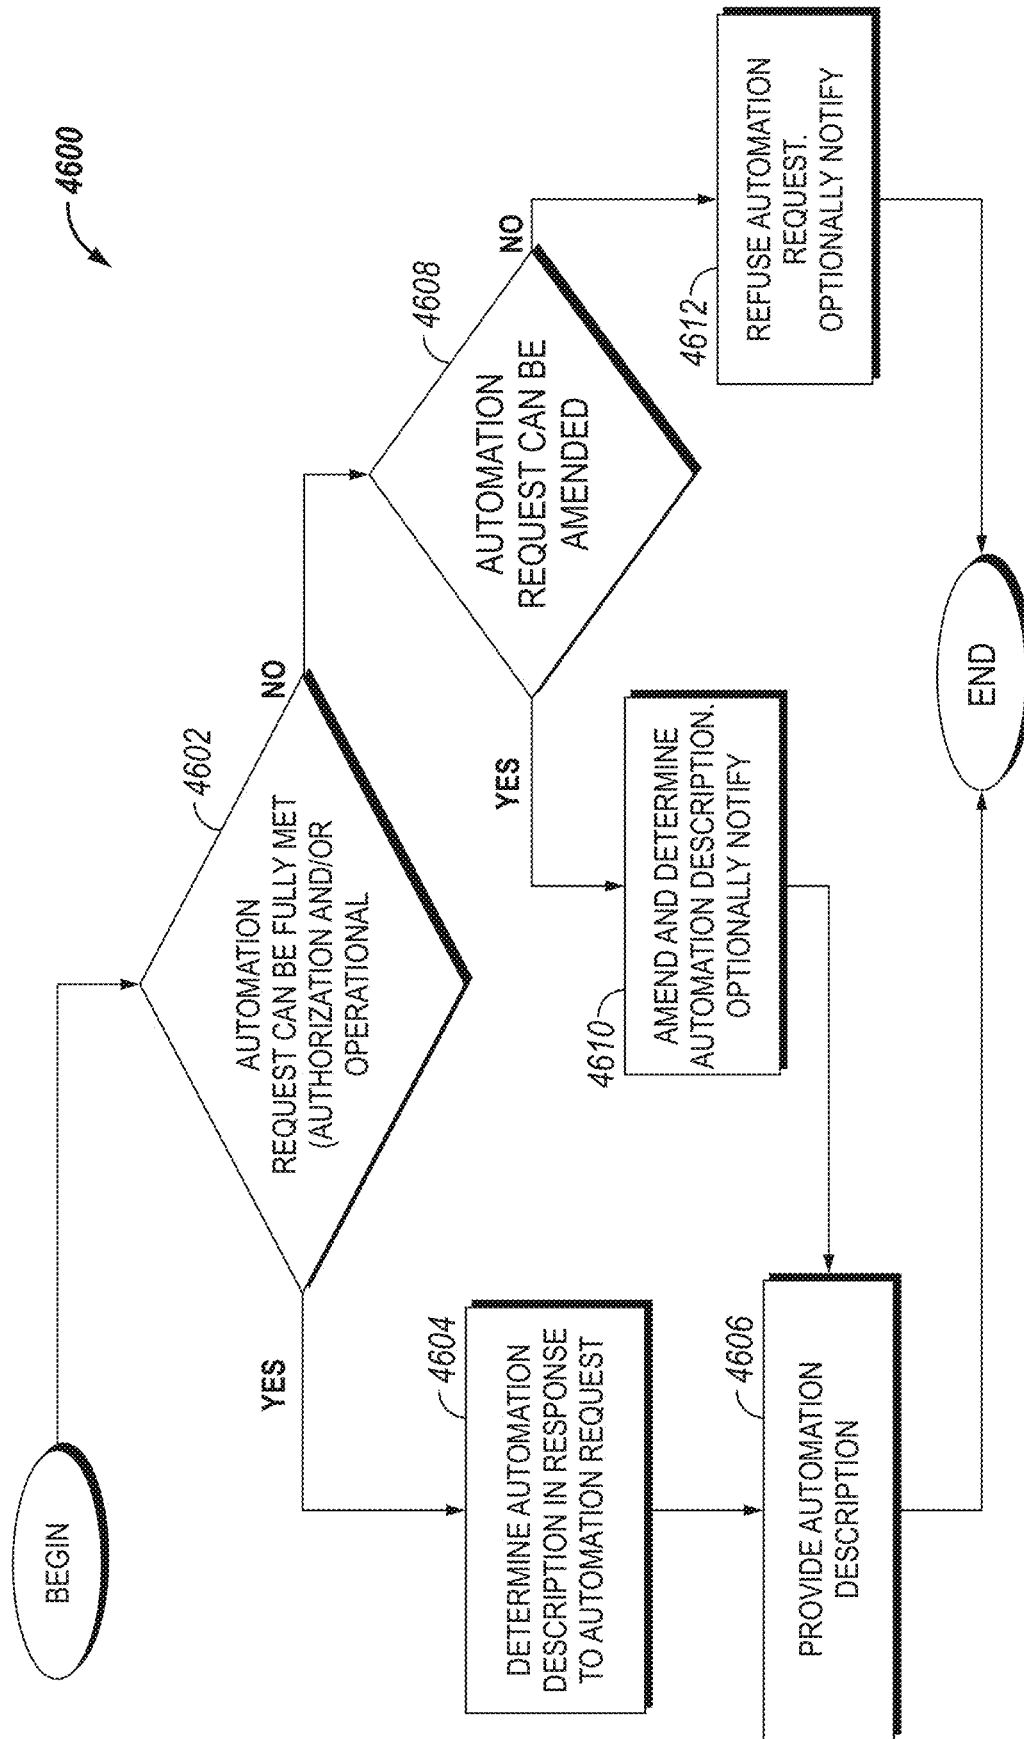 4600
BEGIN
4602
AUTOMATION
REQUEST CAN BE FULLY MET
(AUTHORIZATION AND/OR
OPERATIONAL
YES
NO
4604
DETERMINE AUTOMATION
DESCRIPTION IN RESPONSE
TO AUTOMATION REQUEST
4606
PROVIDE AUTOMATION
DESCRIPTION
4608
AUTOMATION
REQUEST CAN BE
AMENDED
YES
NO
4610
AMEND AND DETERMINE
AUTOMATION DESCRIPTION.
OPTIONALLY NOTIFY
4612
REFUSE AUTOMATION
REQUEST.
OPTIONALLY NOTIFY
END